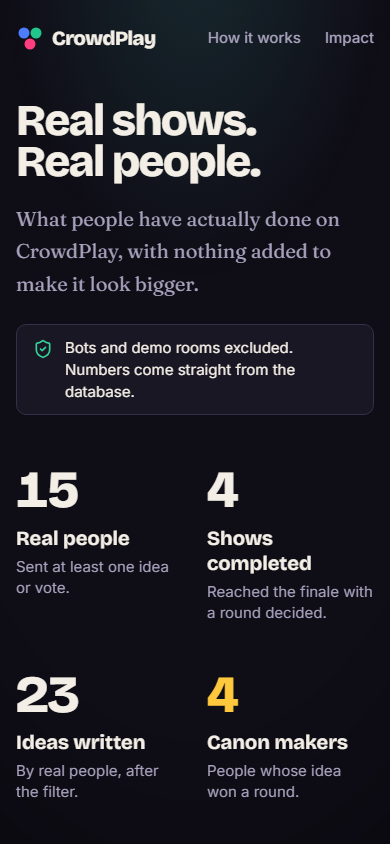 CrowdPlay
How it works
Impact
Real shows.
Real people.
What people have actually done on
CrowdPlay, with nothing added to
make it look bigger.
Bots and demo rooms excluded.
Numbers come straight from the
database.
15
Real people
Sent at least one idea
or vote.
4
Shows
completed
Reached the finale with
a round decided.
23
Ideas written
By real people, after
the filter.
4
Canon makers
People whose idea
won a round.